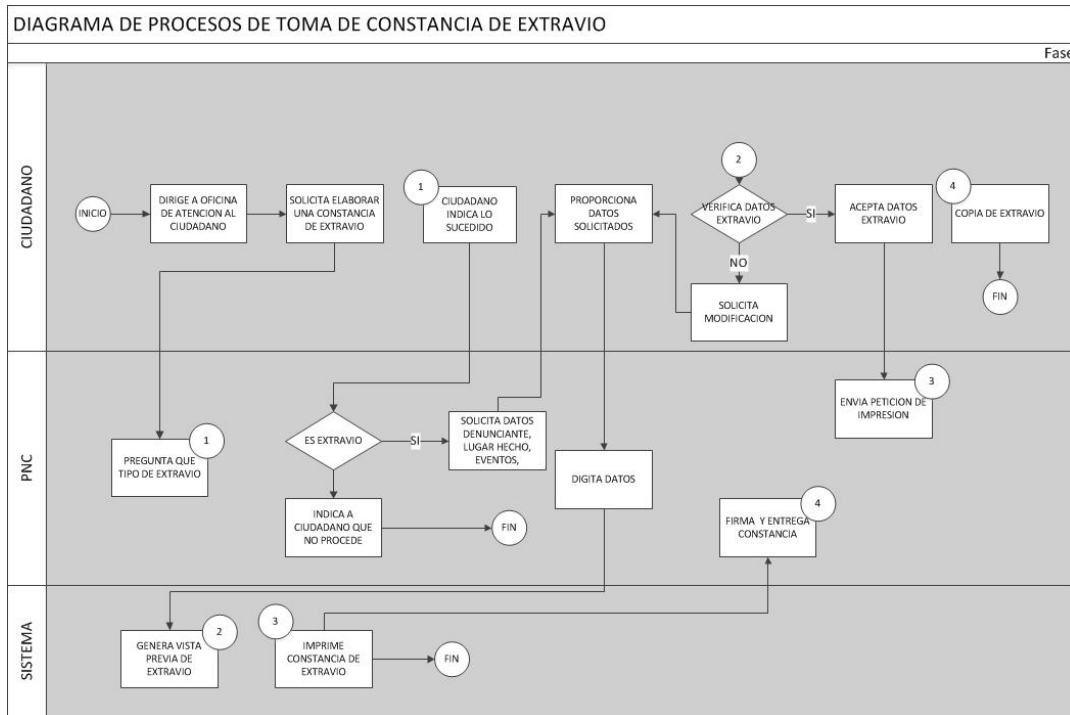 DIAGRAMA DE PROCESOS DE TOMA DE CONSTANCIA DE EXTRAVIO
Fase
CIUDADANO
INICIO
DIRIGE A OFICINA
DE ATENCION AL
CIUDADANO
SOLICITA ELABORAR
UNA CONSTANCIA
DE EXTRAVIO
1
CIUDADANO
INDICA LO
SUCEDIDO
PROPORCIONA
DATOS
SOLICITADOS
2
VERIFICA DATOS
EXTRAVIO
SI
NO
SOLICITA
MODIFICACION
ACEPTA DATOS
EXTRAVIO
4
COPIA DE EXTRAVIO
FIN
PNC
1
PREGUNTA QUE
TIPO DE EXTRAVIO
ES EXTRAVIO
SI
SOLICITA DATOS
DENUNCIANTE,
LUGAR HECHO,
EVENTOS,
INDICA A
CIUDADANO QUE
NO PROCEDE
FIN
DIGITA DATOS
3
ENVIA PETICION DE
IMPRESION
4
FIRMA Y ENTREGA
CONSTANCIA
SISTEMA
2
GENERA VISTA
PREVIA DE
EXTRAVIO
3
IMPRIME
CONSTANCIA DE
EXTRAVIO
FIN